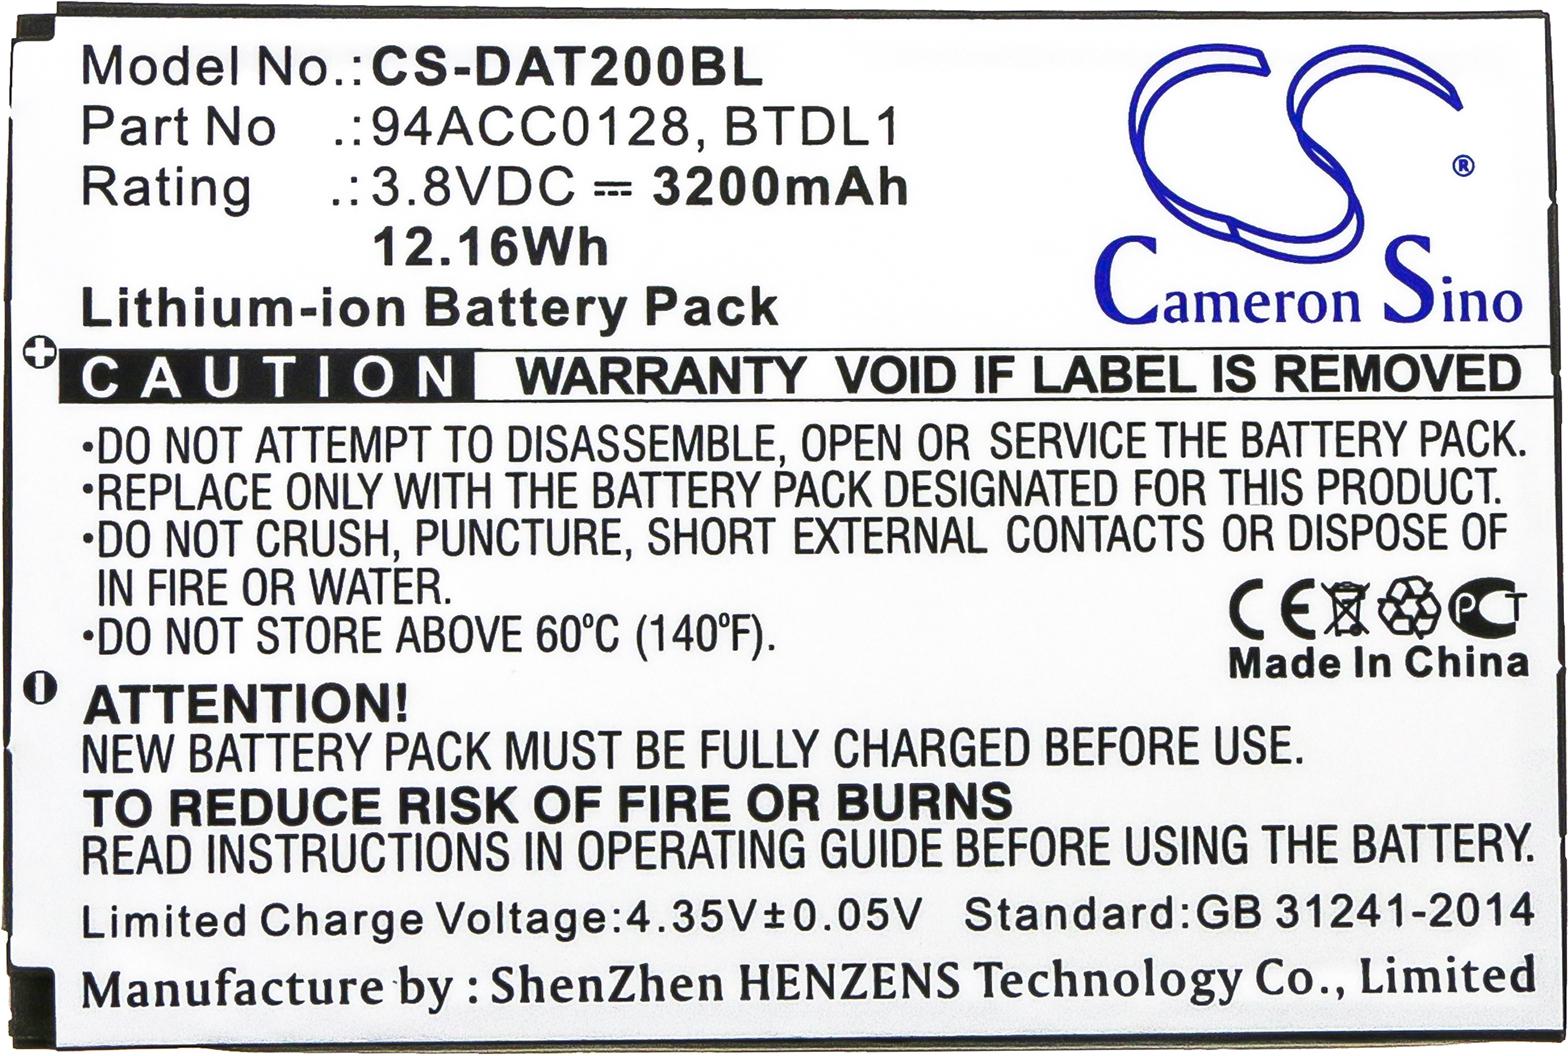 Model No.:CS-DAT200BL
Part No .:94ACC0128, BTDL1
Rating .:3.8VDC ⎓ 3200mAh
12.16Wh
Lithium-ion Battery Pack
CS®
Cameron Sino
CAUTION WARRANTY VOID IF LABEL IS REMOVED
•DO NOT ATTEMPT TO DISASSEMBLE, OPEN OR SERVICE THE BATTERY PACK.
•REPLACE ONLY WITH THE BATTERY PACK DESIGNATED FOR THIS PRODUCT.
•DO NOT CRUSH, PUNCTURE, SHORT EXTERNAL CONTACTS OR DISPOSE OF
IN FIRE OR WATER.
•DO NOT STORE ABOVE 60°C (140°F).
CE PCT
Made In China
ATTENTION!
NEW BATTERY PACK MUST BE FULLY CHARGED BEFORE USE.
TO REDUCE RISK OF FIRE OR BURNS
READ INSTRUCTIONS IN OPERATING GUIDE BEFORE USING THE BATTERY.
Limited Charge Voltage:4.35V±0.05V Standard:GB 31241-2014
Manufacture by : ShenZhen HENZENS Technology Co., Limited